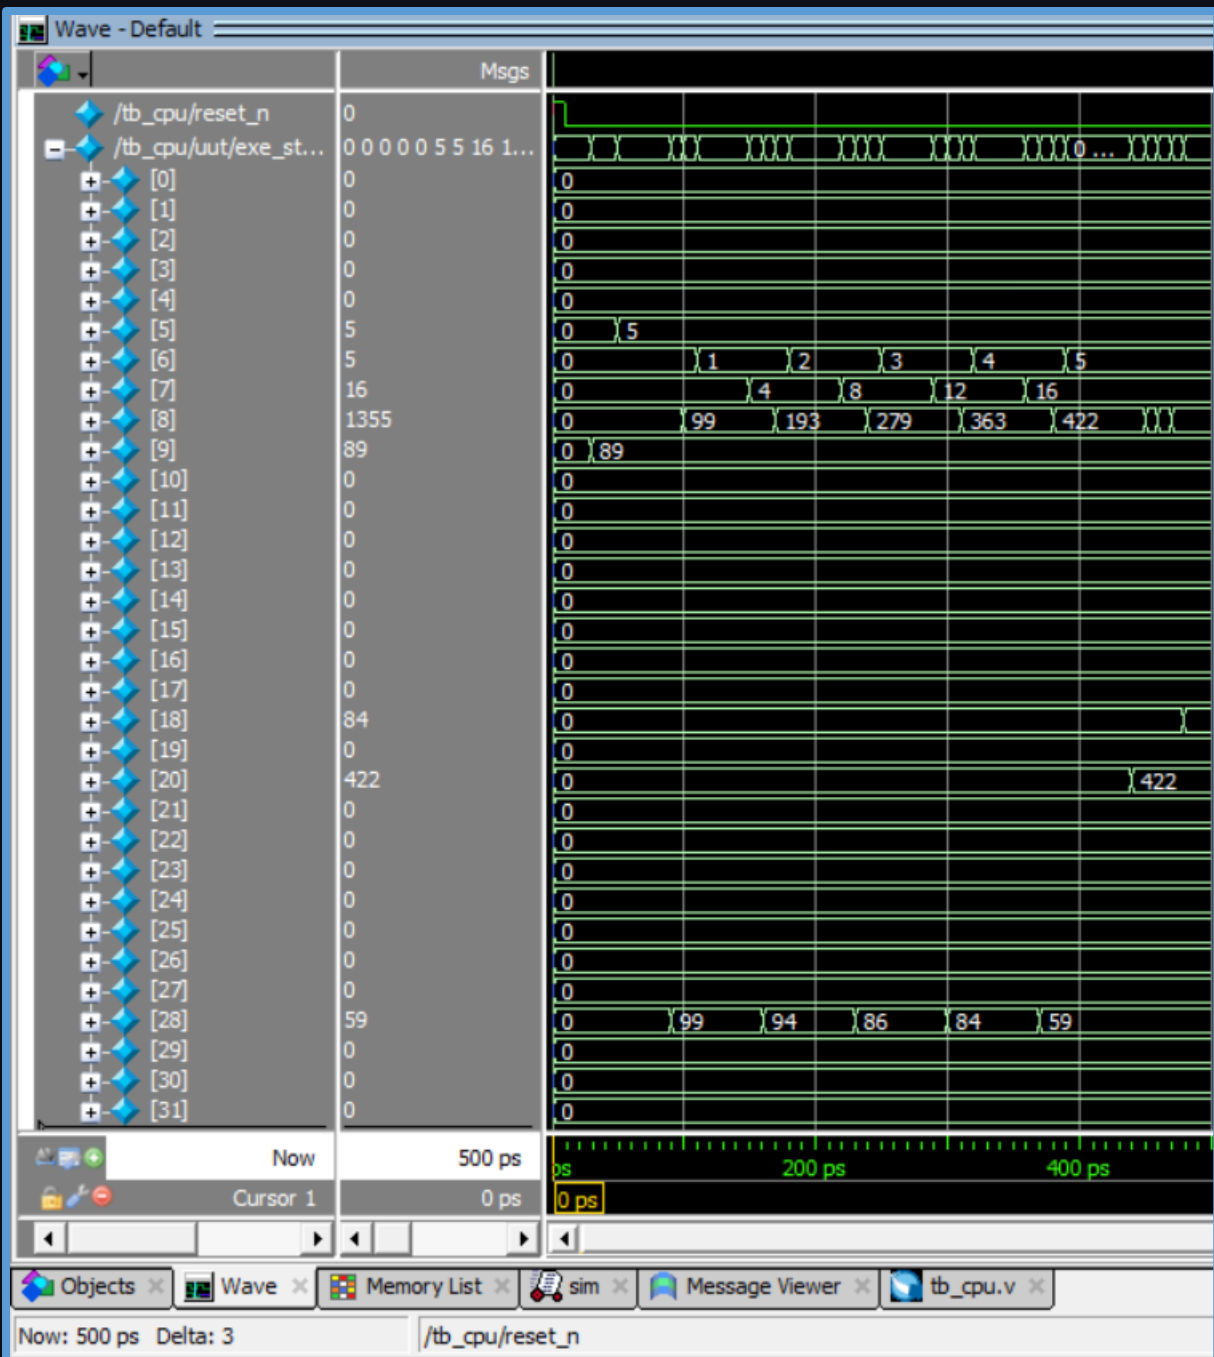 Wave - Default
Msgs
/tb_cpu/reset_n 0
/tb_cpu/uut/exe_st... 0 0 0 0 0 5 5 16 1... 0 ...
[0] 0 0
[1] 0 0
[2] 0 0
[3] 0 0
[4] 0 0
[5] 5 0 5
[6] 5 0 1 2 3 4 5
[7] 16 0 4 8 12 16
[8] 1355 0 99 193 279 363 422
[9] 89 0 89
[10] 0 0
[11] 0 0
[12] 0 0
[13] 0 0
[14] 0 0
[15] 0 0
[16] 0 0
[17] 0 0
[18] 84 0
[19] 0 0
[20] 422 0 422
[21] 0 0
[22] 0 0
[23] 0 0
[24] 0 0
[25] 0 0
[26] 0 0
[27] 0 0
[28] 59 0 99 94 86 84 59
[29] 0 0
[30] 0 0
[31] 0 0
Now 500 ps ps 200 ps 400 ps
Cursor 1 0 ps 0 ps
Objects Wave Memory List sim Message Viewer tb_cpu.v
Now: 500 ps Delta: 3 /tb_cpu/reset_n